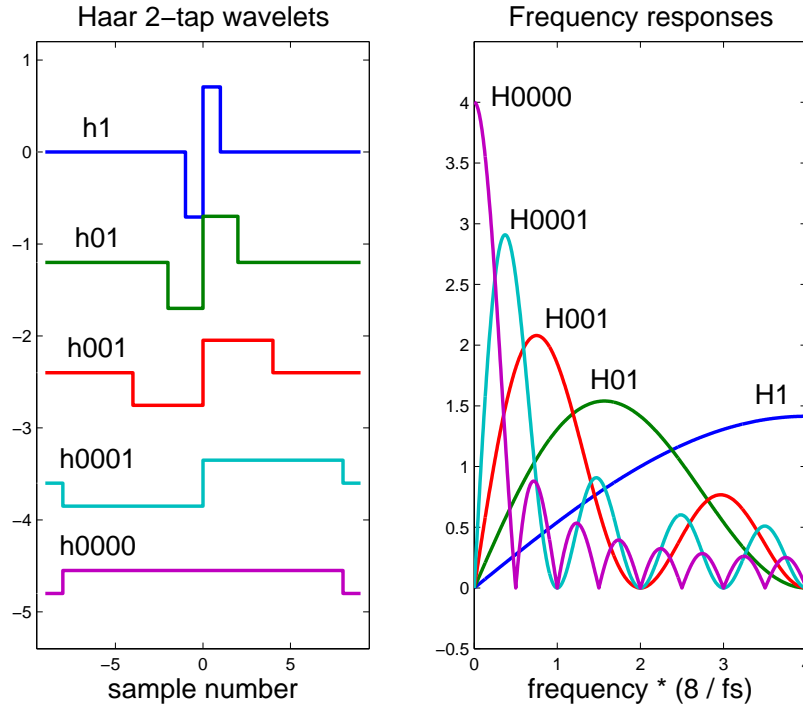 Haar 2−tap wavelets
1
0
−1
−2
−3
−4
−5
h1
h01
h001
h0001
h0000
−5
0
5
sample number
Frequency responses
4
3.5
3
2.5
2
1.5
1
0.5
0
−0.5
H0000
H0001
H001
H01
H1
0
1
2
3
4
frequency * (8 / fs)